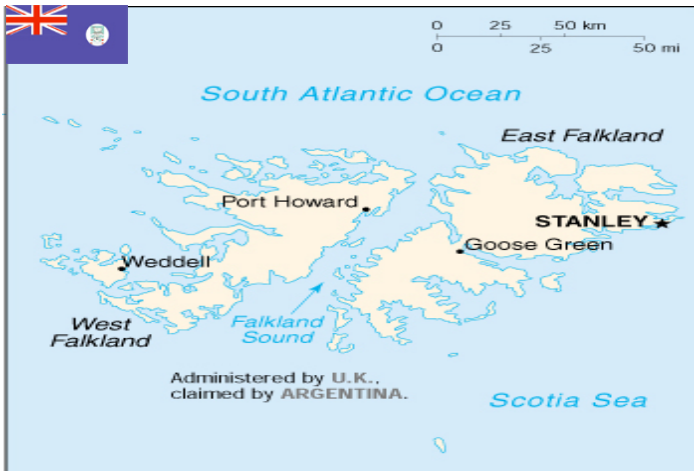 0 25 50 km
0 25 50 mi
South Atlantic Ocean
East Falkland
Port Howard
STANLEY
Goose Green
Weddell
West
Falkland
Falkland
Sound
Administered by U.K.,
claimed by ARGENTINA.
Scotia Sea